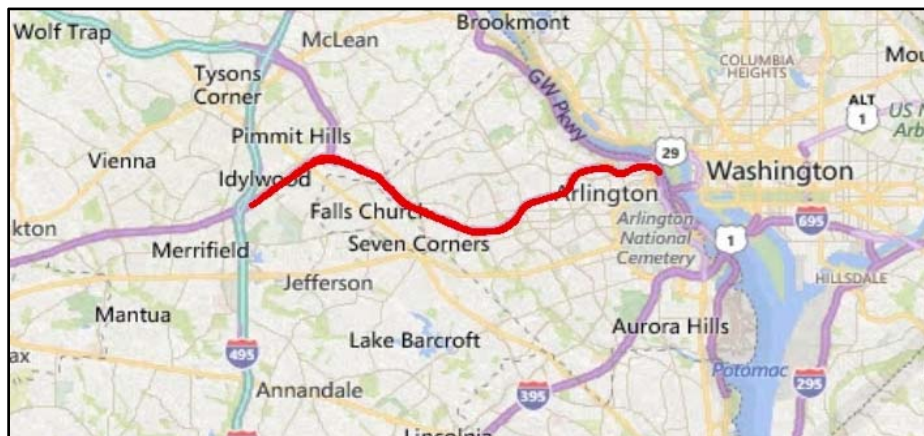 Wolf Trap
McLean
Brookmont
COLUMBIA
HEIGHTS
Mou
Tysons
Corner
GW Pkwy
ALT
1
US
Pimmit Hills
29
Vienna
Idylwood
Washington
Arlington
Falls Church
kton
Arlington
National
Cemetery
695
Merrifield
Seven Corners
1
Jefferson
HILLSDALE
Mantua
Aurora Hills
Lake Barcroft
495
ax
Potomac
Annandale
395
295
Lincolnia